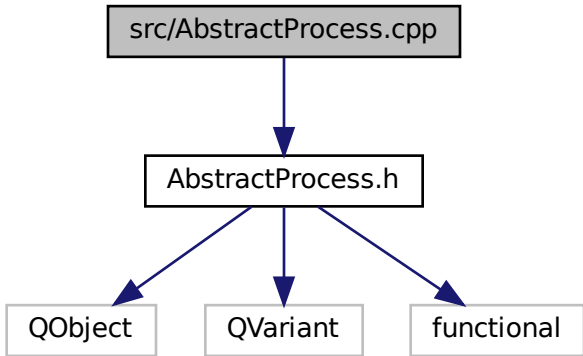 src/AbstractProcess.cpp
AbstractProcess.h
QObject
QVariant
functional